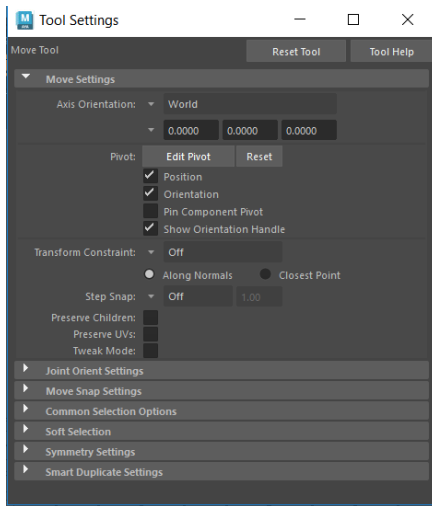 M Tool Settings
Move Tool Reset Tool Tool Help
Move Settings
Axis Orientation: World
0.0000 0.0000 0.0000
Pivot: Edit Pivot Reset
Position
Orientation
Pin Component Pivot
Show Orientation Handle
Transform Constraint: Off
Along Normals Closest Point
Step Snap: Off 1.00
Preserve Children:
Preserve UVs:
Tweak Mode:
Joint Orient Settings
Move Snap Settings
Common Selection Options
Soft Selection
Symmetry Settings
Smart Duplicate Settings